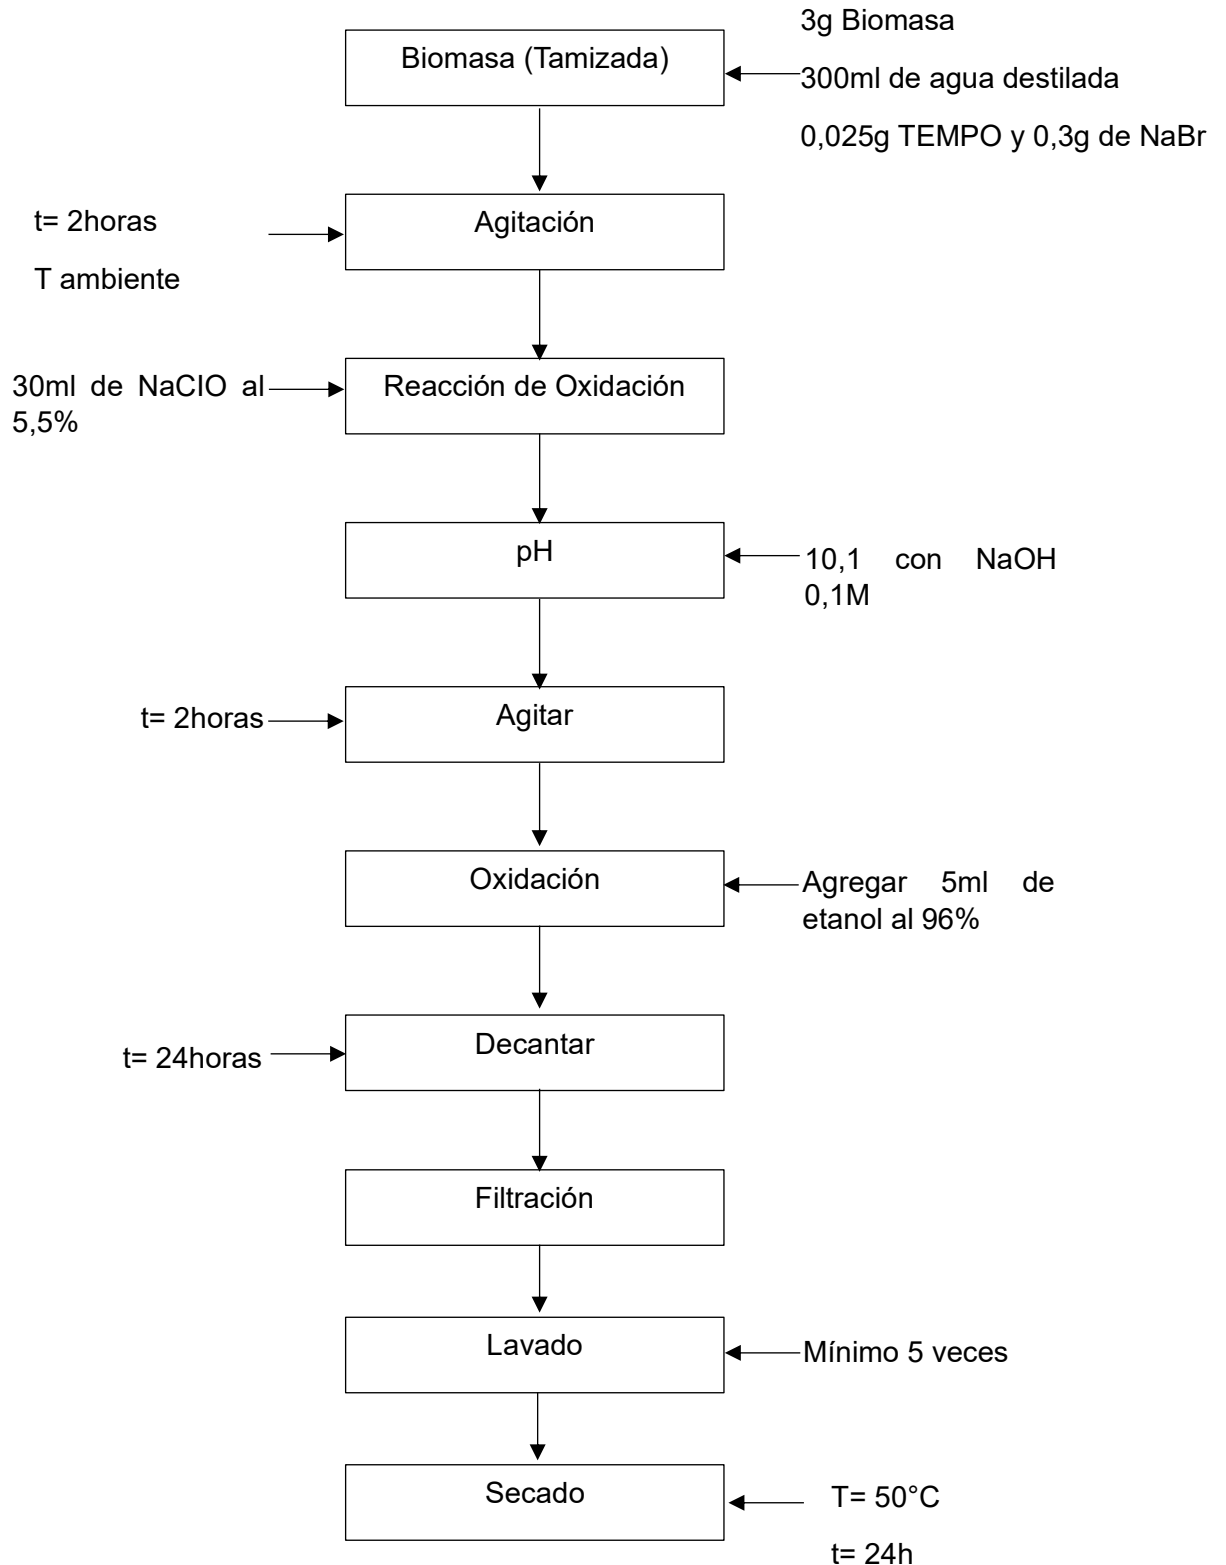 3g Biomasa
Biomasa (Tamizada)
300ml de agua destilada
0,025g TEMPO y 0,3g de NaBr
t= 2horas
Agitación
T ambiente
30ml de NaClO al
5,5%
Reacción de Oxidación
pH
10,1 con NaOH
0,1M
t= 2horas
Agitar
Oxidación
Agregar 5ml de
etanol al 96%
t= 24horas
Decantar
Filtración
Lavado
Mínimo 5 veces
Secado
T= 50°C
t= 24h